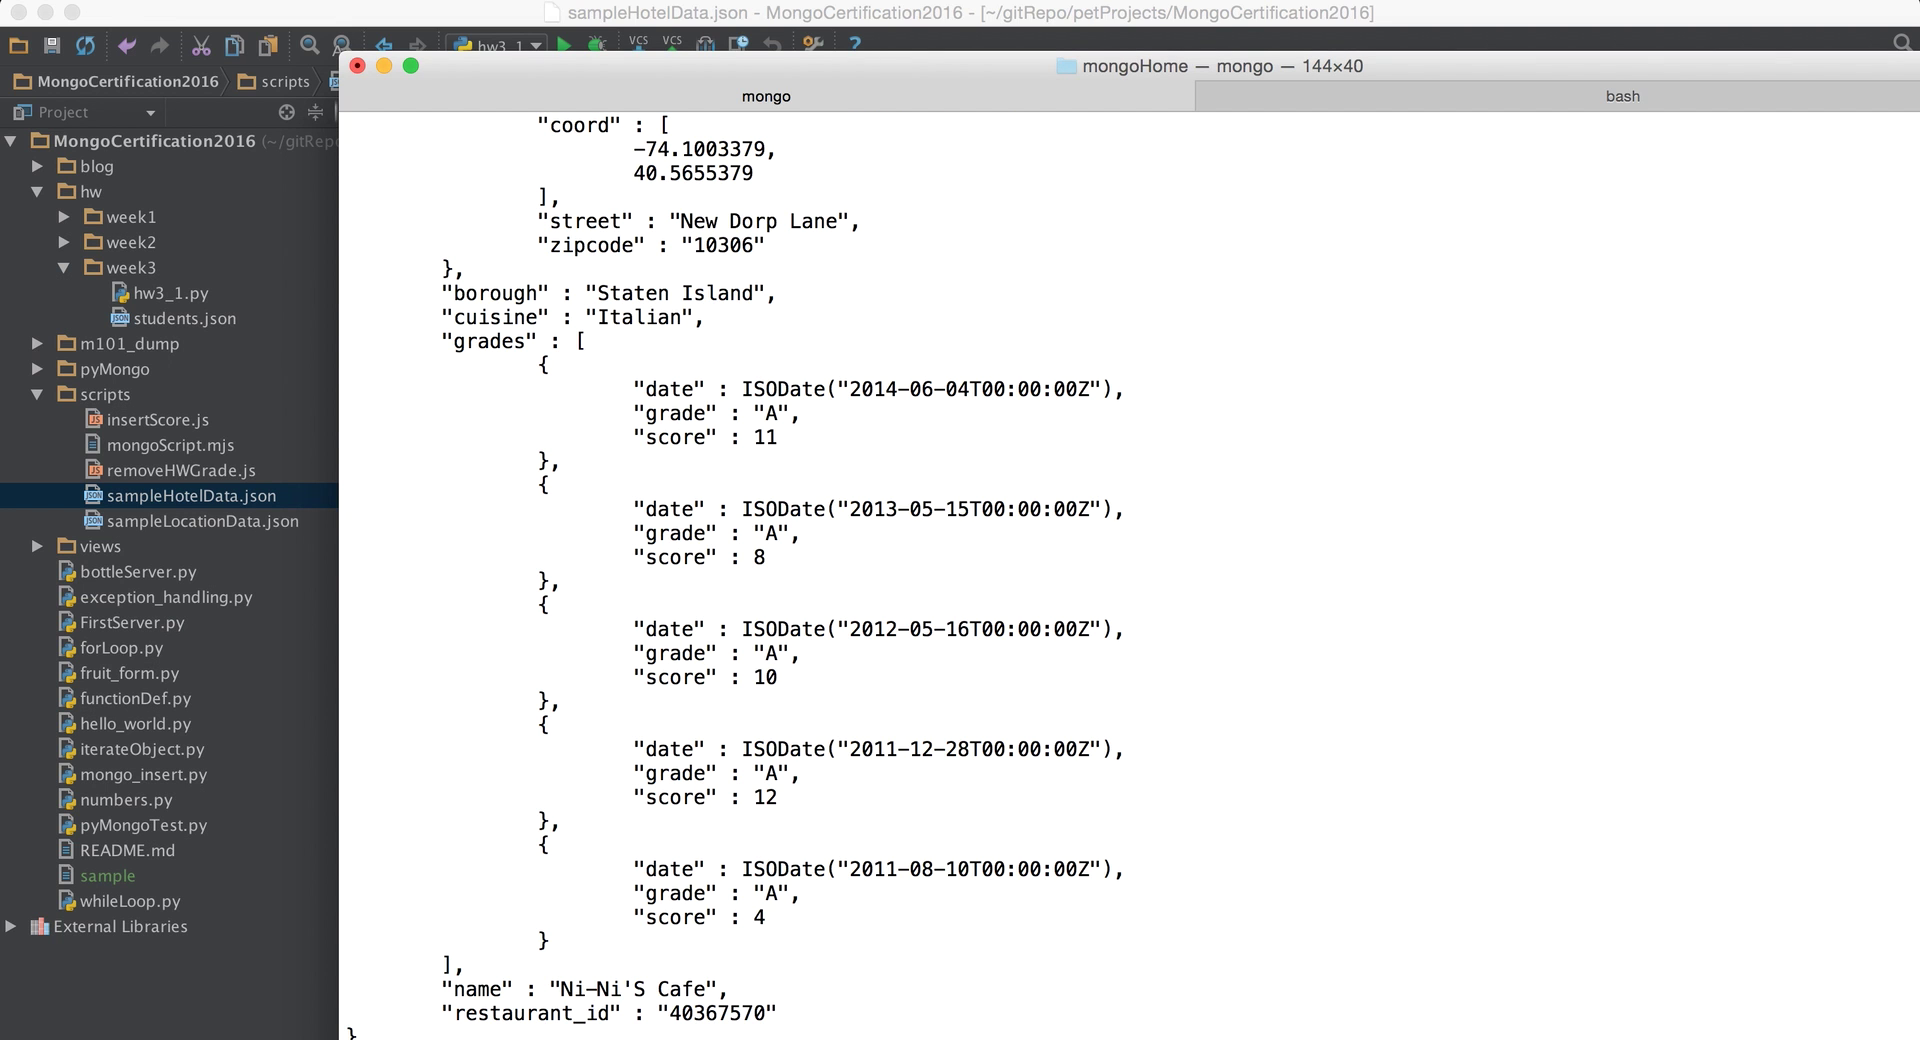 sampleHotelData.json - MongoCertification2016 - [~/gitRepo/petProjects/MongoCertification2016]
hw3_1
VCS
VCS
?
MongoCertification2016
scripts
mongoHome — mongo — 144×40
mongo
bash
Project
MongoCertification2016 (~/gitRepo
blog
hw
week1
week2
week3
hw3_1.py
students.json
m101_dump
pyMongo
scripts
insertScore.js
mongoScript.mjs
removeHWGrade.js
sampleHotelData.json
sampleLocationData.json
views
bottleServer.py
exception_handling.py
FirstServer.py
forLoop.py
fruit_form.py
functionDef.py
hello_world.py
iterateObject.py
mongo_insert.py
numbers.py
pyMongoTest.py
README.md
sample
whileLoop.py
External Libraries
"coord" : [
-74.1003379,
40.5655379
],
"street" : "New Dorp Lane",
"zipcode" : "10306"
},
"borough" : "Staten Island",
"cuisine" : "Italian",
"grades" : [
{
"date" : ISODate("2014-06-04T00:00:00Z"),
"grade" : "A",
"score" : 11
},
{
"date" : ISODate("2013-05-15T00:00:00Z"),
"grade" : "A",
"score" : 8
},
{
"date" : ISODate("2012-05-16T00:00:00Z"),
"grade" : "A",
"score" : 10
},
{
"date" : ISODate("2011-12-28T00:00:00Z"),
"grade" : "A",
"score" : 12
},
{
"date" : ISODate("2011-08-10T00:00:00Z"),
"grade" : "A",
"score" : 4
}
],
"name" : "Ni-Ni'S Cafe",
"restaurant_id" : "40367570"
}